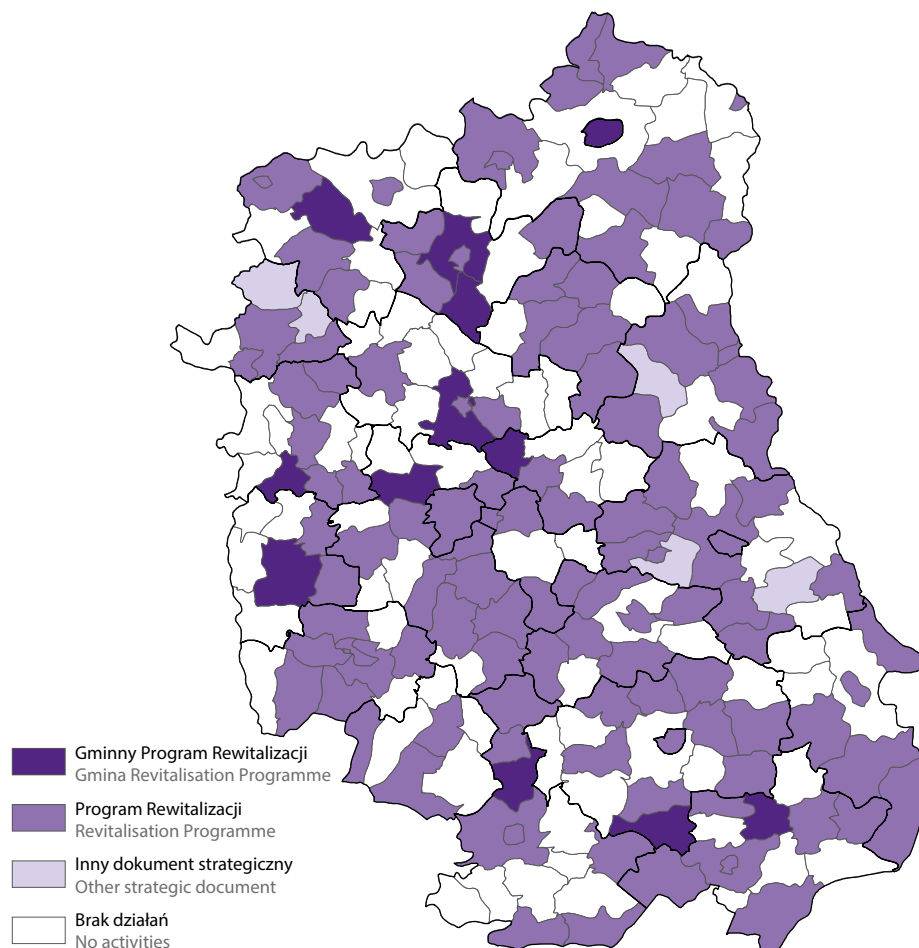 Gminny Program Rewitalizacji
Gmina Revitalisation Programme
Program Rewitalizacji
Revitalisation Programme
Inny dokument strategiczny
Other strategic document
Brak działań
No activities